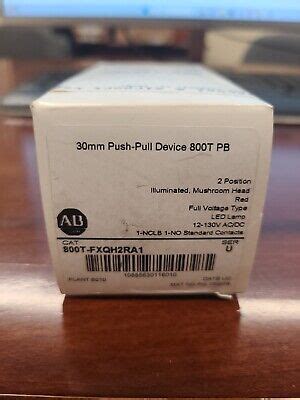 30mm Push-Pull Device 800T PB
2 Position
Illuminated, Mushroom Head
Red
Full Voltage Type
LED Lamp
12-130V AC/DC
1-NCLB 1-NO Standard Contacts
AB
CAT
SER
800T-FXQH2RA1
U
PLANT